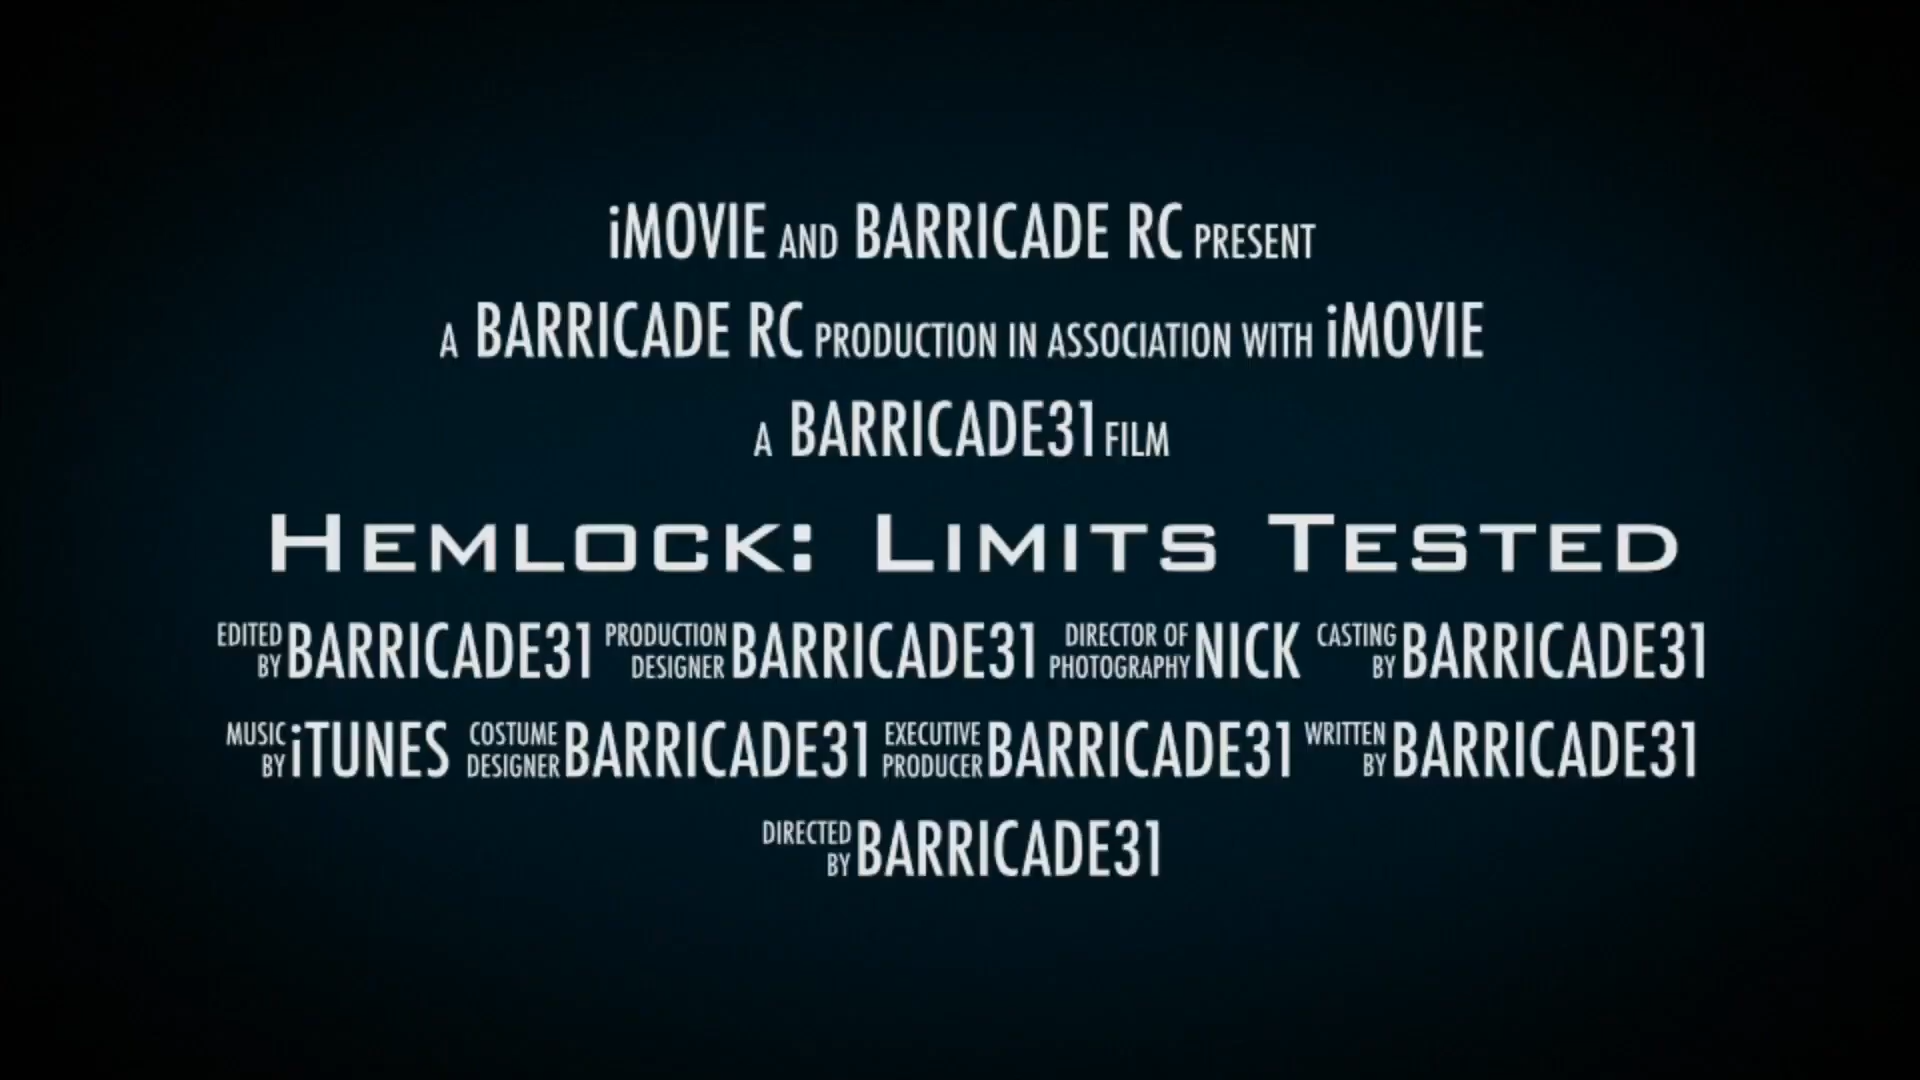 iMOVIE AND BARRICADE RC PRESENT
A BARRICADE RC PRODUCTION IN ASSOCIATION WITH iMOVIE
A BARRICADE31 FILM
HEMLOCK: LIMITS TESTED
EDITED BY BARRICADE31 PRODUCTION DESIGNER BARRICADE31 DIRECTOR OF PHOTOGRAPHY NICK CASTING BY BARRICADE31
MUSIC BY iTUNES COSTUME DESIGNER BARRICADE31 EXECUTIVE PRODUCER BARRICADE31 WRITTEN BY BARRICADE31
DIRECTED BY BARRICADE31